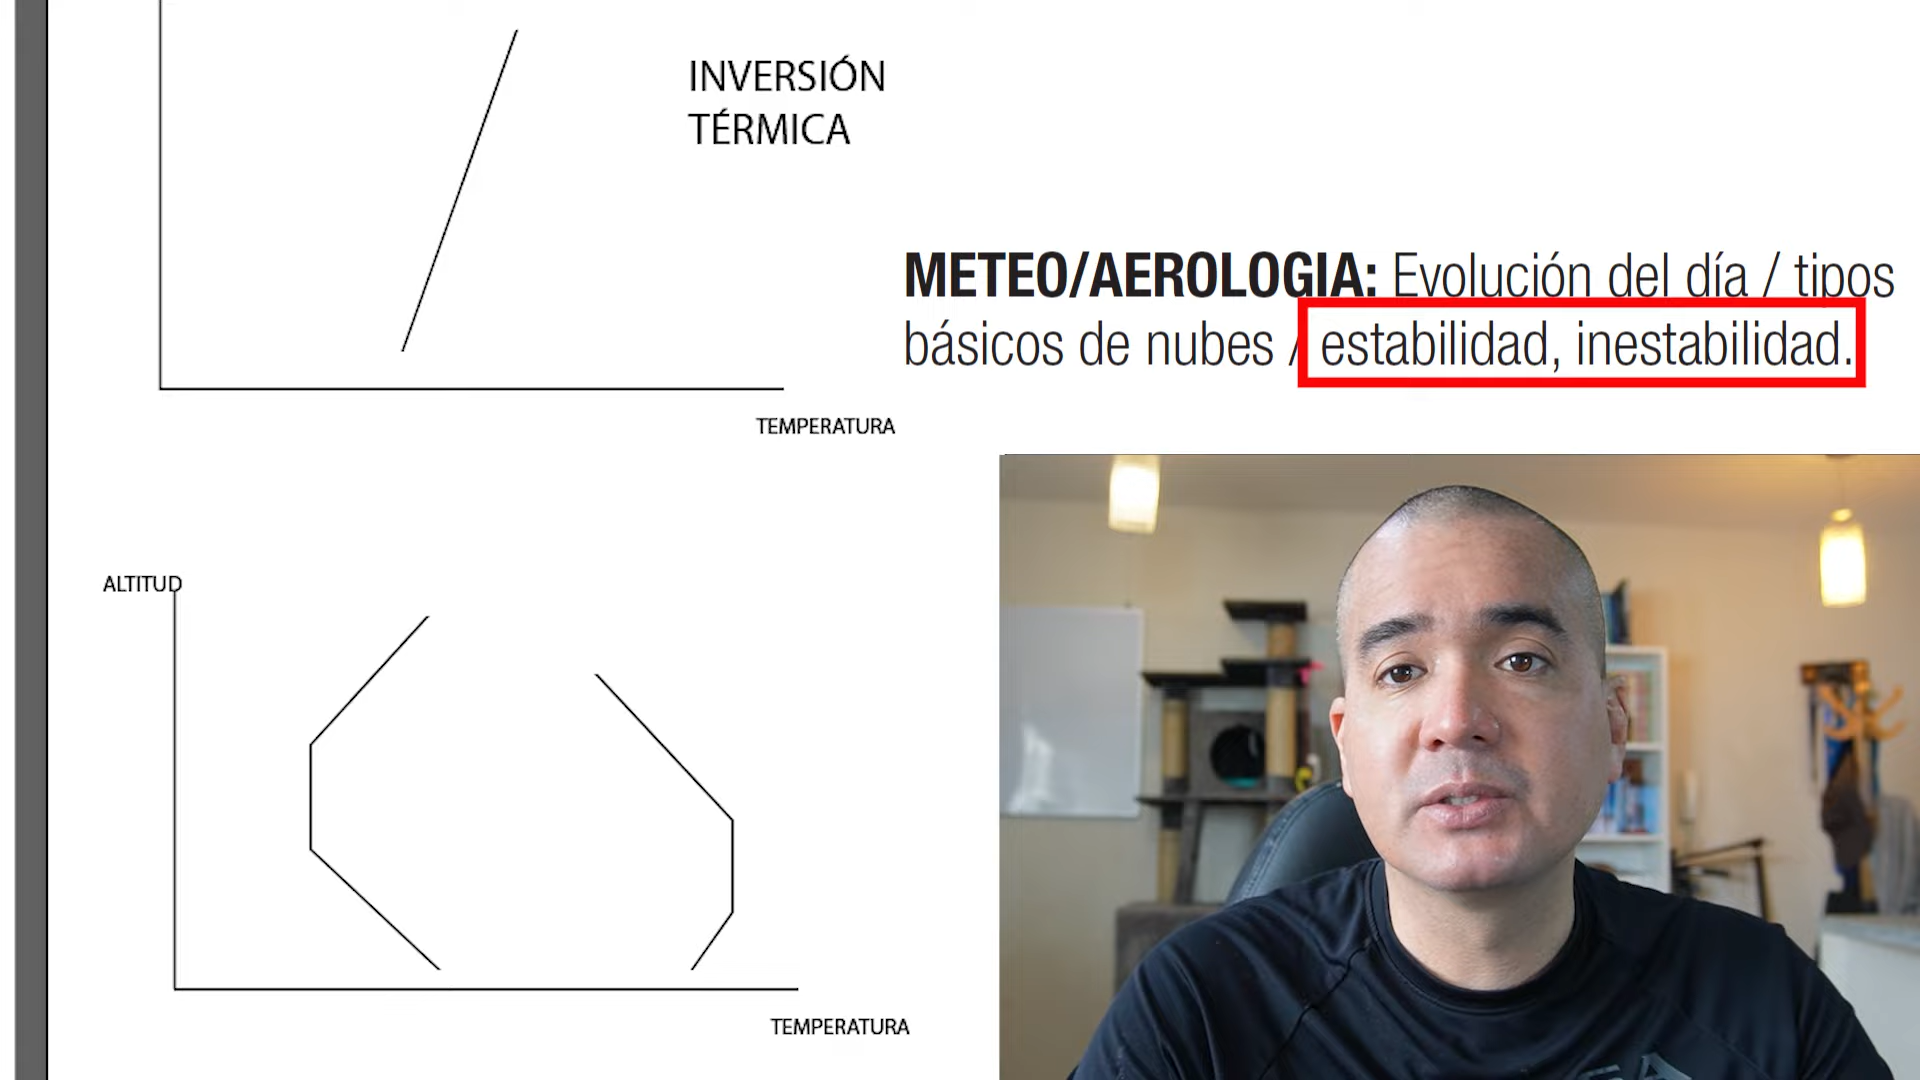 INVERSIÓN
TÉRMICA
METEO/AEROLOGIA: Evolución del día / tipos
básicos de nubes / estabilidad, inestabilidad.
TEMPERATURA
ALTITUD
TEMPERATURA